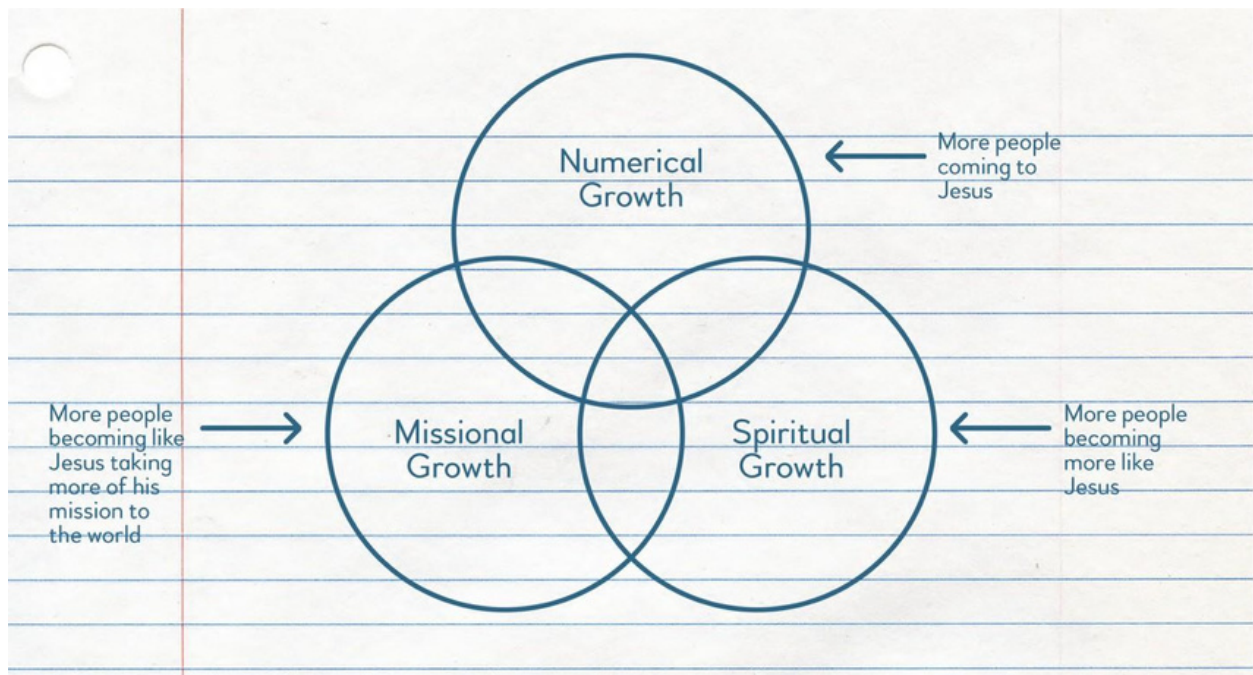 Numerical
Growth
More people
coming to
Jesus
More people
becoming like
Jesus taking
more of his
mission to
the world
Missional
Growth
Spiritual
Growth
More people
becoming
more like
Jesus